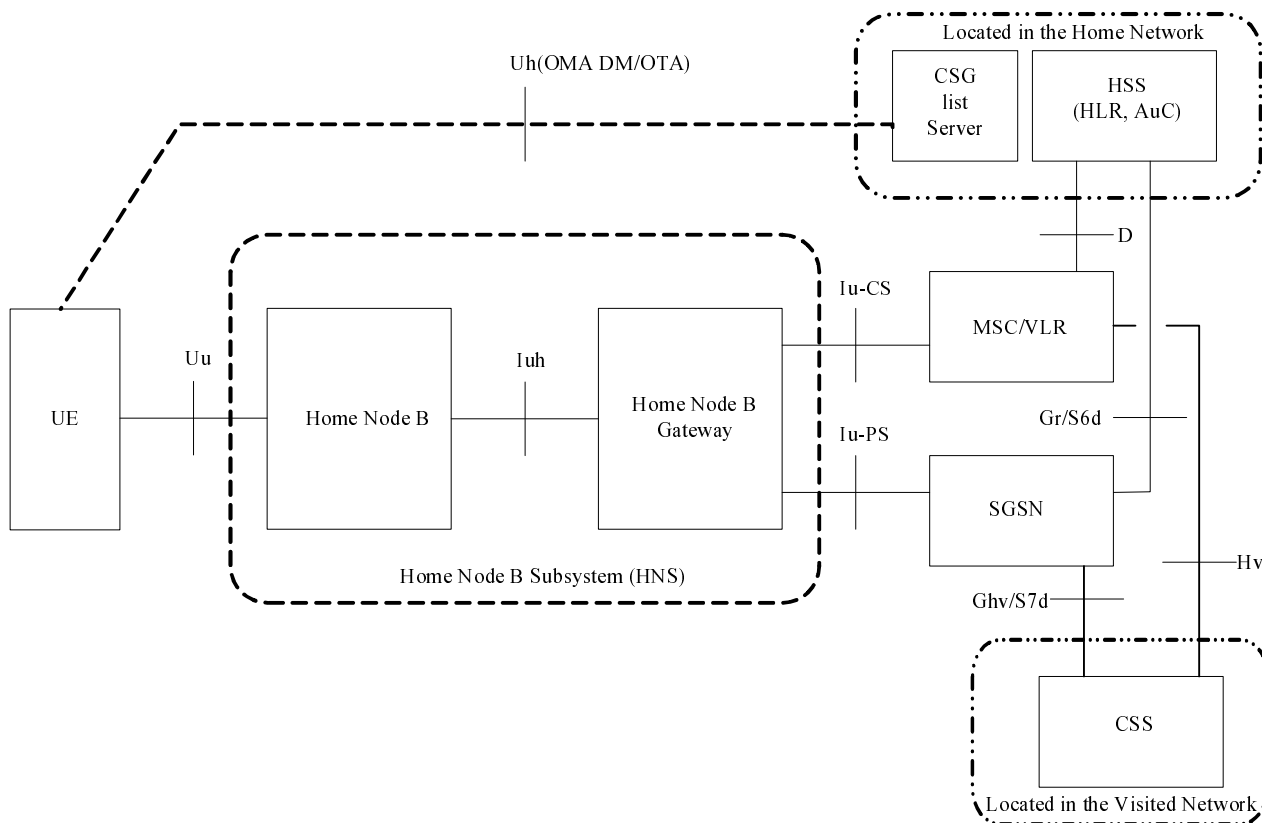 Located in the Home Network
Uh(OMA DM/OTA)
CSG
list
Server
HSS
(HLR, AuC)
D
Iu-CS
MSC/VLR
Uu
Iuh
UE
Home Node B
Home Node B
Gateway
Gr/S6d
Iu-PS
SGSN
Home Node B Subsystem (HNS)
Hv
Ghv/S7d
CSS
Located in the Visited Network